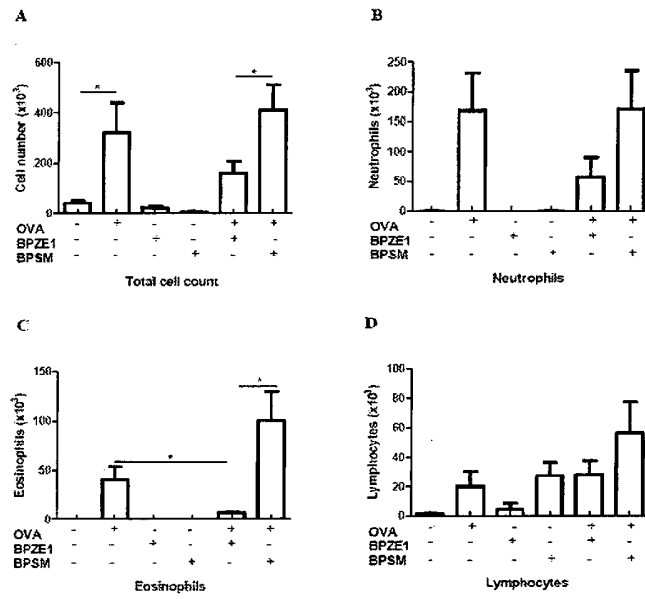 A
Cell number (x10³)
600
400
200
0
*
*
OVA - + - - + +
BPZE1 - - + - + -
BPSM - - - + - +
Total cell count
B
Neutrophils (x10³)
250
200
150
100
50
0
OVA - + - - + +
BPZE1 - - + - + -
BPSM - - - + - +
Neutrophils
C
Eosinophils (x10³)
150
100
50
0
*
*
OVA - + - - + +
BPZE1 - - + - + -
BPSM - - - + - +
Eosinophils
D
Lymphocytes (x10³)
100
80
60
40
20
0
OVA - + - - + +
BPZE1 - - + - + -
BPSM - - - + - +
Lymphocytes